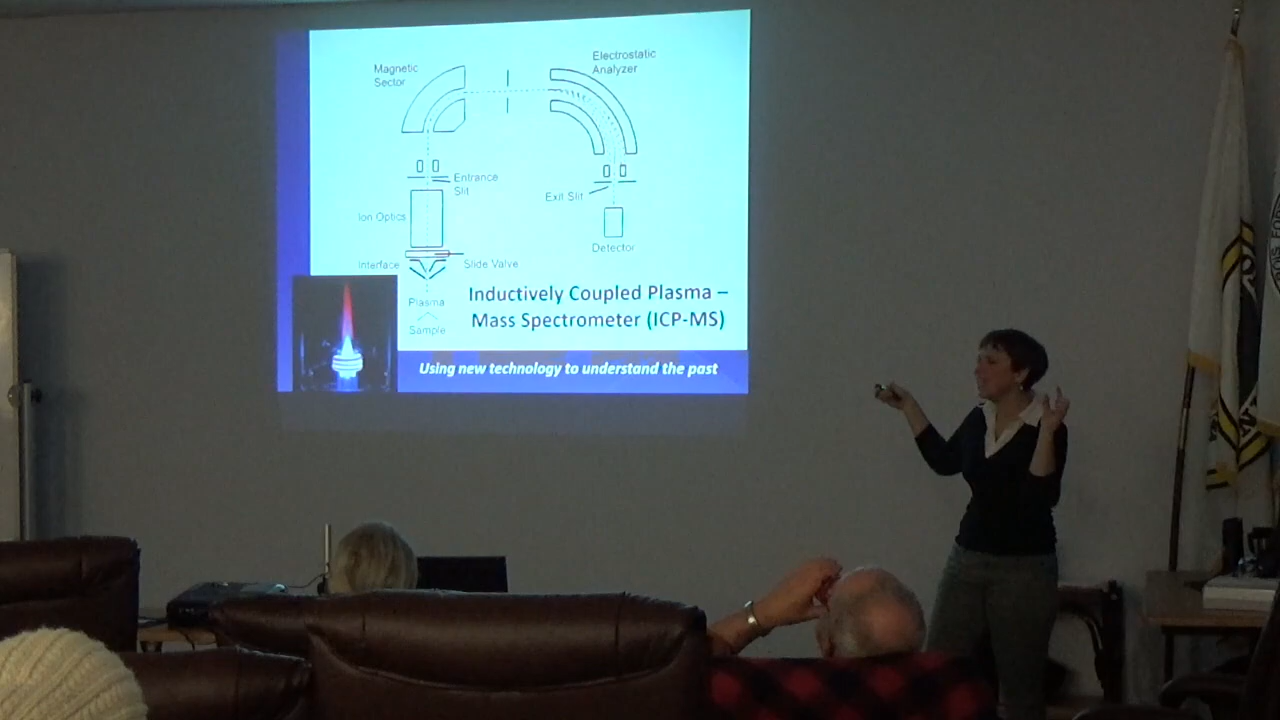 Magnetic
Sector
Electrostatic
Analyzer
Entrance
Slit
Exit Slit
Ion Optics
Detector
Interface
Slide Valve
Plasma
Sample
Inductively Coupled Plasma –
Mass Spectrometer (ICP-MS)
Using new technology to understand the past